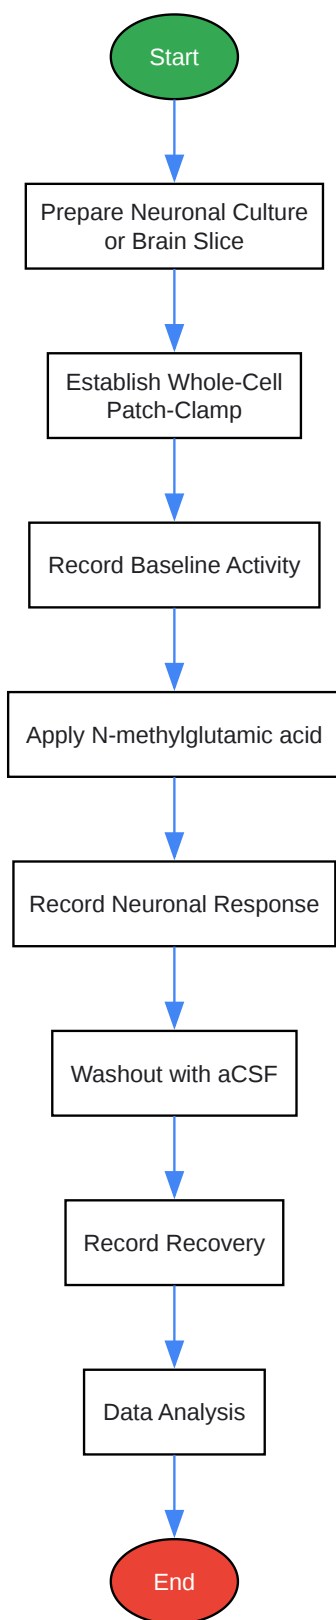 Start
Prepare Neuronal Culture
or Brain Slice
Establish Whole-Cell
Patch-Clamp
Record Baseline Activity
Apply N-methylglutamic acid
Record Neuronal Response
Washout with aCSF
Record Recovery
Data Analysis
End